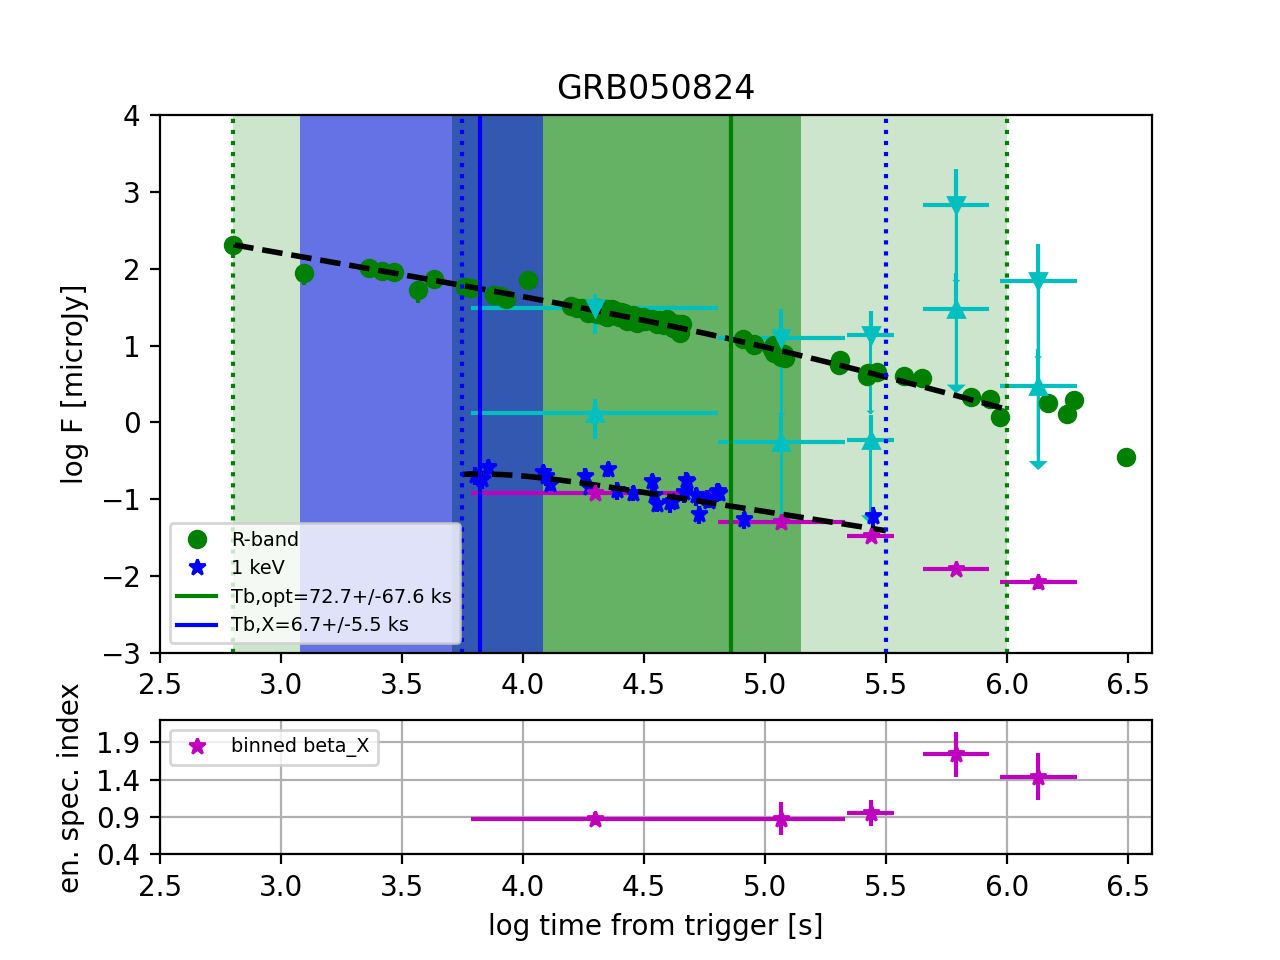 GRB050824
4
3
2
1
0
−1
−2
−3
log F [microJy]
R-band
1 keV
Tb,opt=72.7+/-67.6 ks
Tb,X=6.7+/-5.5 ks
2.5 3.0 3.5 4.0 4.5 5.0 5.5 6.0 6.5
1.9
1.4
0.9
0.4
en. spec. index
binned beta_X
2.5 3.0 3.5 4.0 4.5 5.0 5.5 6.0 6.5
log time from trigger [s]